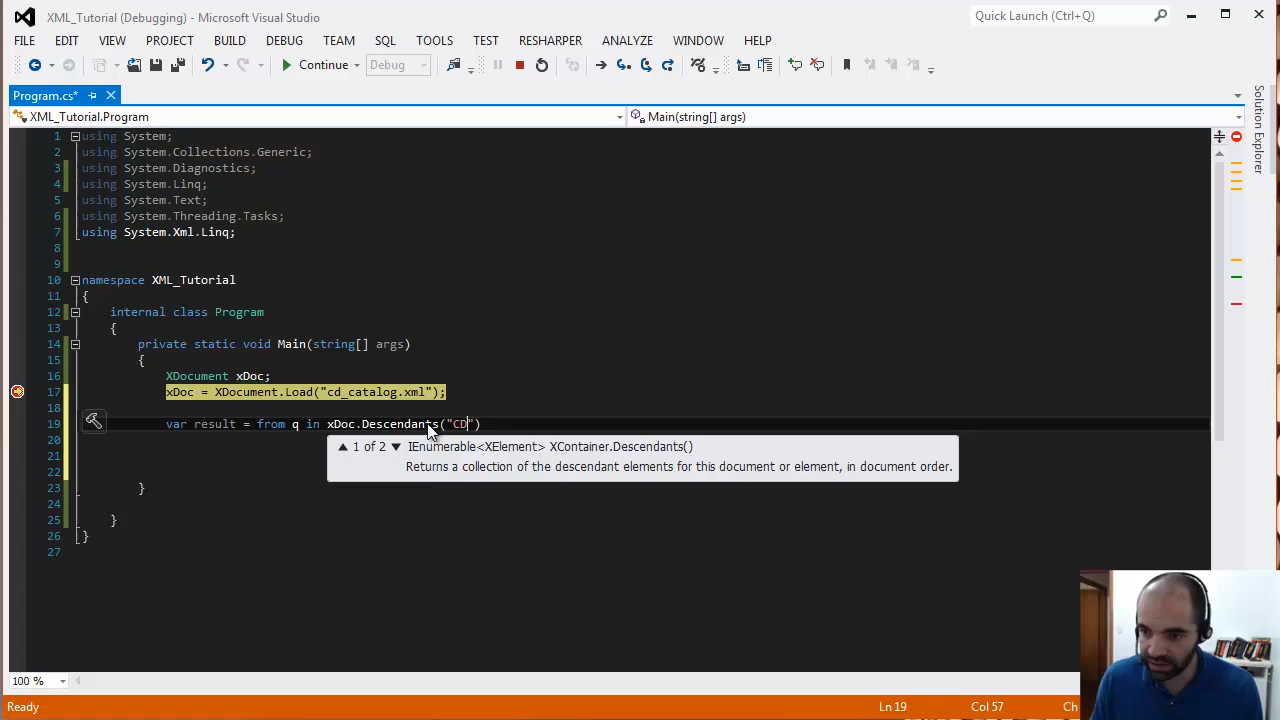 XML_Tutorial (Debugging) - Microsoft Visual Studio
Quick Launch (Ctrl+Q)
FILE EDIT VIEW PROJECT BUILD DEBUG TEAM SQL TOOLS TEST RESHARPER ANALYZE WINDOW HELP
Continue Debug
Program.cs*
XML_Tutorial.Program Main(string[] args)
Solution Explorer
1 using System;
2 using System.Collections.Generic;
3 using System.Diagnostics;
4 using System.Linq;
5 using System.Text;
6 using System.Threading.Tasks;
7 using System.Xml.Linq;
8
9
10 namespace XML_Tutorial
11 {
12 internal class Program
13 {
14 private static void Main(string[] args)
15 {
16 XDocument xDoc;
17 xDoc = XDocument.Load("cd_catalog.xml");
18
19 var result = from q in xDoc.Descendants("CD")
20
1 of 2 IEnumerable<XElement> XContainer.Descendants()
21
Returns a collection of the descendant elements for this document or element, in document order.
22
23 }
24
25 }
26 }
27
100 %
Ready Ln 19 Col 57 Ch